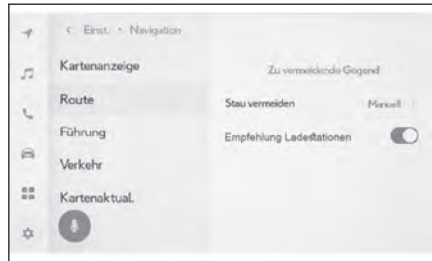 < Einst. • Navigation
Kartenanzeige
Route
Führung
Verkehr
Kartenaktual.
Zu vermeidende Gegend
Stau vermeiden Manuell
Empfehlung Ladestationen